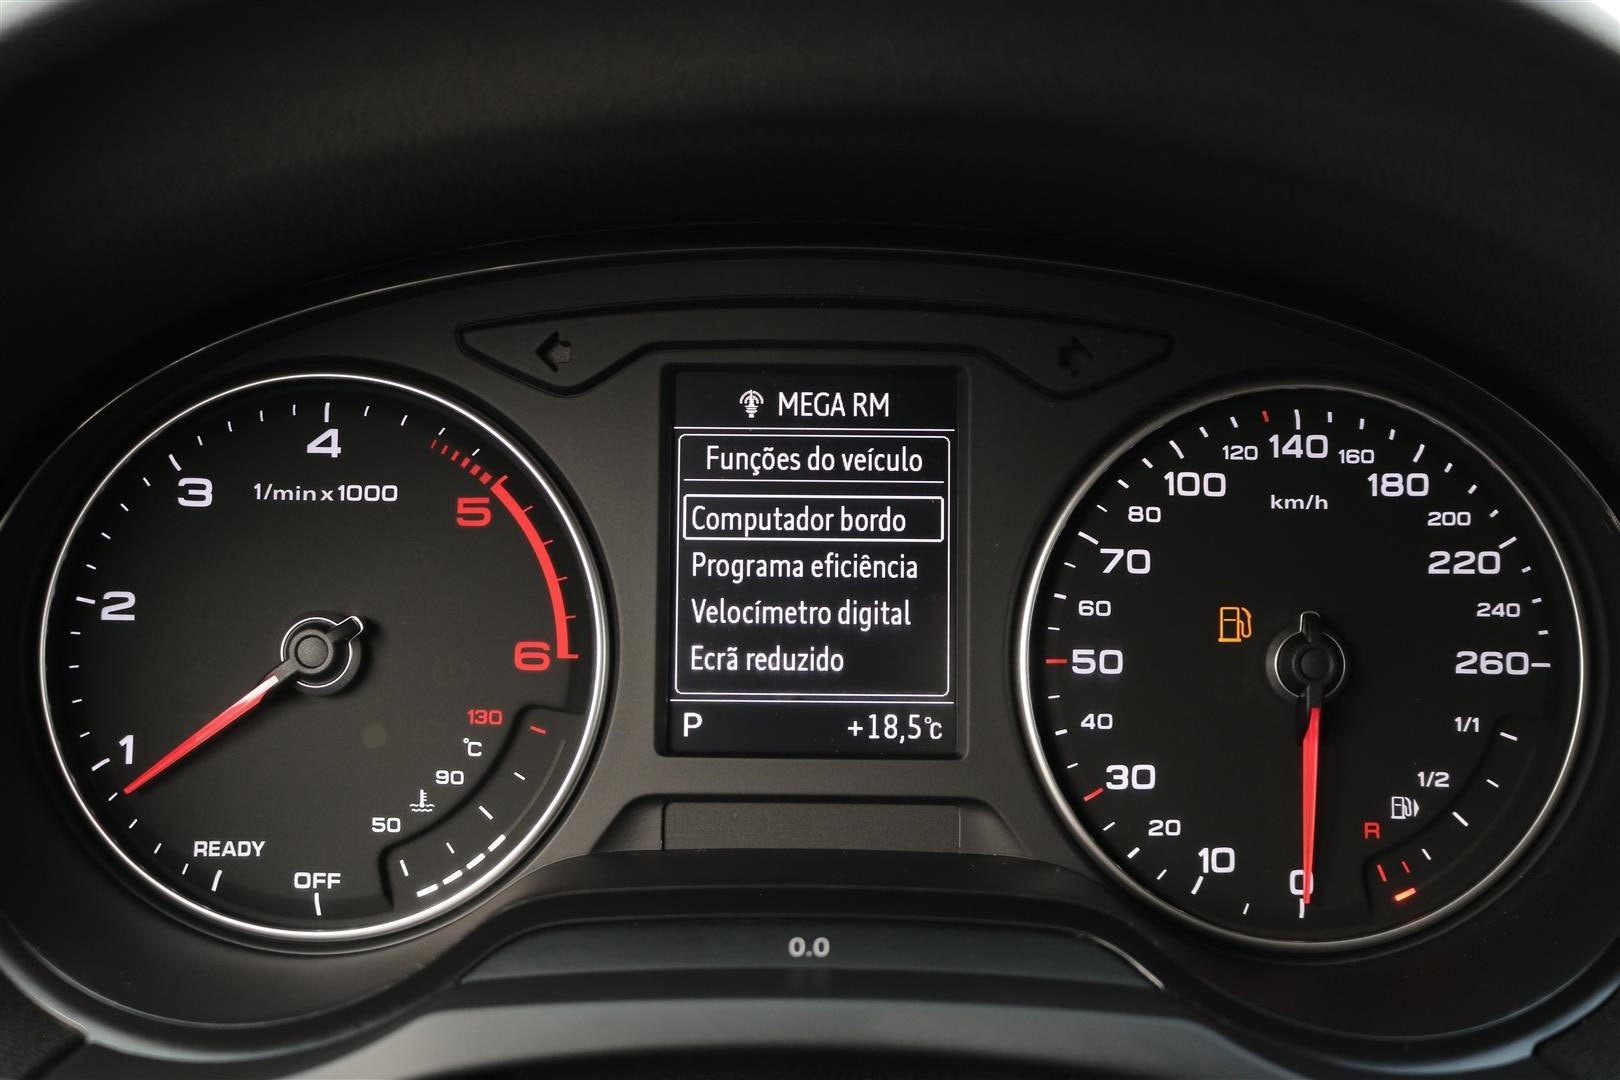 MEGA RM
Funções do veículo
Computador bordo
Programa eficiência
Velocímetro digital
Ecrã reduzido
P +18,5°C
1/min x 1000
OFF
READY
1
2
3
4
5
6
50
90
130
°C
km/h
0
10
20
30
40
50
60
70
80
100
120
140
160
180
200
220
240
260
1/1
1/2
R
0.0